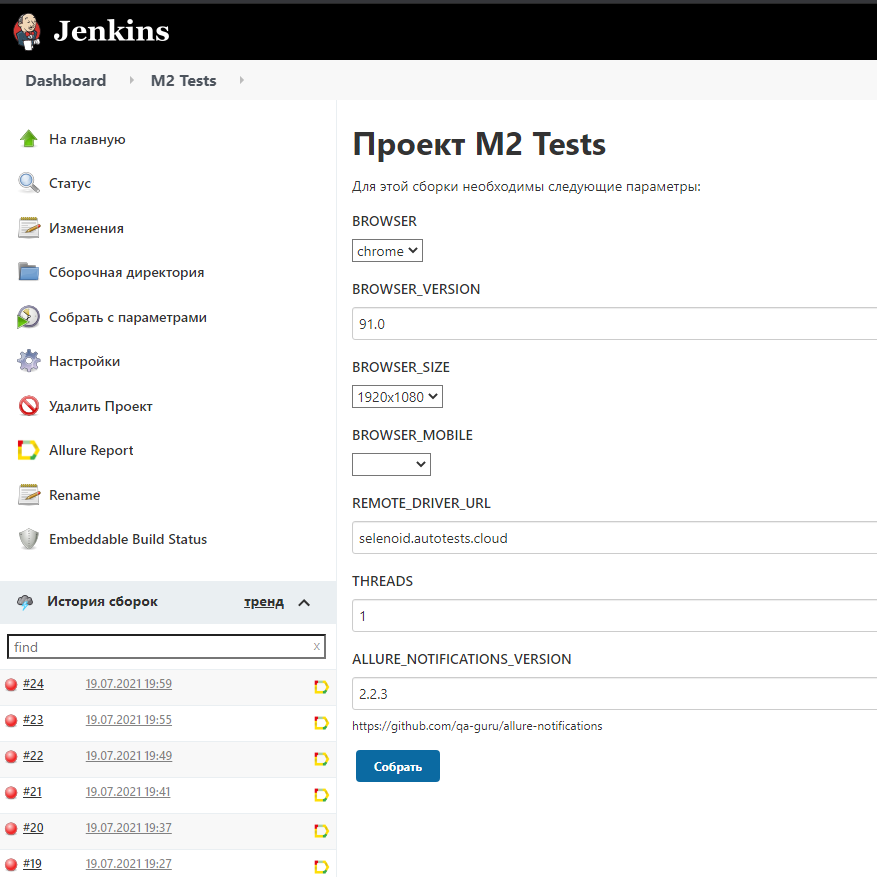 Jenkins
Dashboard M2 Tests
На главную
Статус
Изменения
Сборочная директория
Собрать с параметрами
Настройки
Удалить Проект
Allure Report
Rename
Embeddable Build Status
История сборок тренд
find x
#24 19.07.2021 19:59
#23 19.07.2021 19:55
#22 19.07.2021 19:49
#21 19.07.2021 19:41
#20 19.07.2021 19:37
#19 19.07.2021 19:27
Проект M2 Tests
Для этой сборки необходимы следующие параметры:
BROWSER
chrome
BROWSER_VERSION
91.0
BROWSER_SIZE
1920x1080
BROWSER_MOBILE
REMOTE_DRIVER_URL
selenoid.autotests.cloud
THREADS
1
ALLURE_NOTIFICATIONS_VERSION
2.2.3
https://github.com/qa-guru/allure-notifications
Собрать